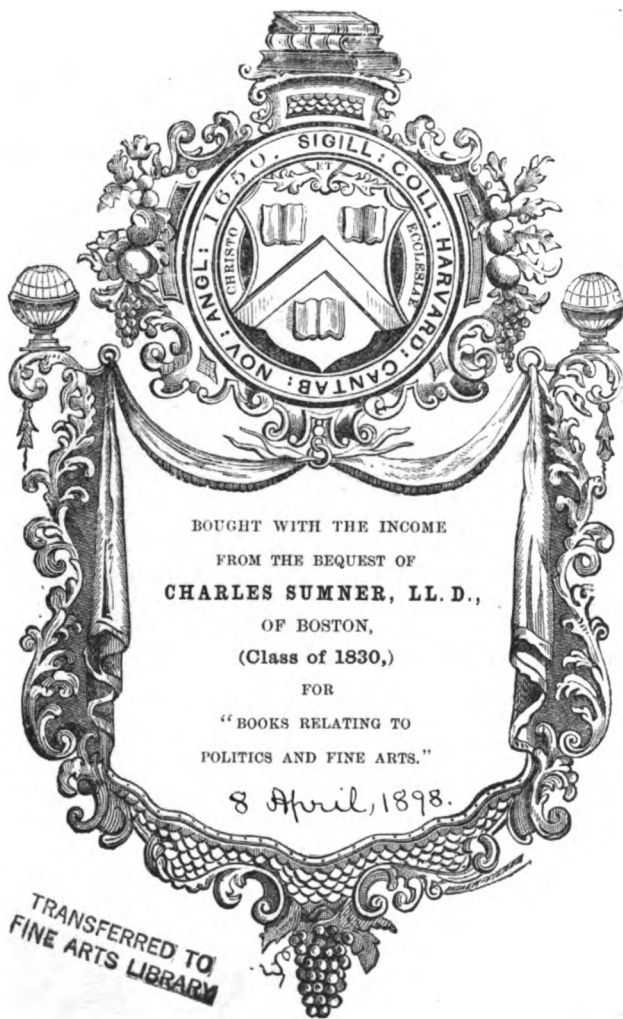 SIGILL: COLL: HARVARD: CANTAB: NOV: ANGL: 1650.
ET
CHRISTO
ECCLESIAE
BOUGHT WITH THE INCOME
FROM THE BEQUEST OF
CHARLES SUMNER, LL. D.,
OF BOSTON,
(Class of 1830,)
FOR
"BOOKS RELATING TO
POLITICS AND FINE ARTS."
8 April, 1898.
TRANSFERRED TO
FINE ARTS LIBRARY